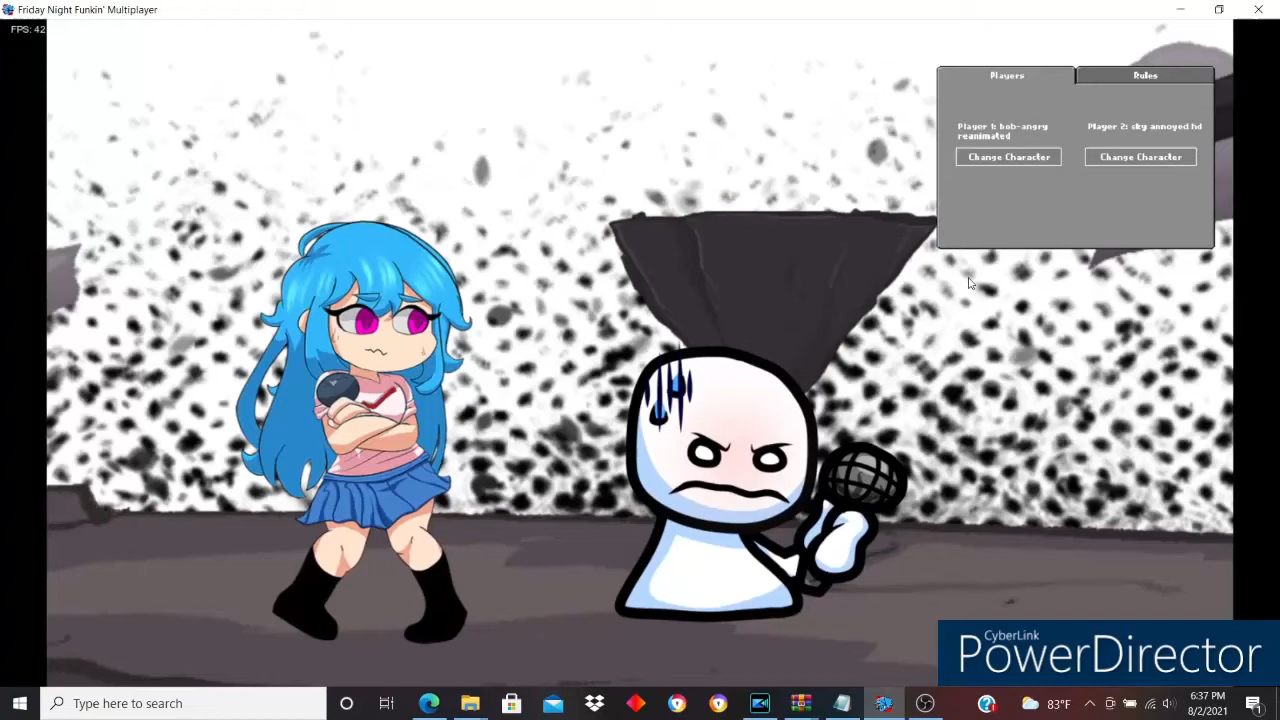 Friday Night Funkin' Multiplayer
FPS: 42
Players
Rules
Player 1: bob-angry
reanimated
Player 2: sky annoyed hd
Change Character
Change Character
CyberLink
PowerDirector
Type here to search
83°F
6:37 PM
8/2/2021